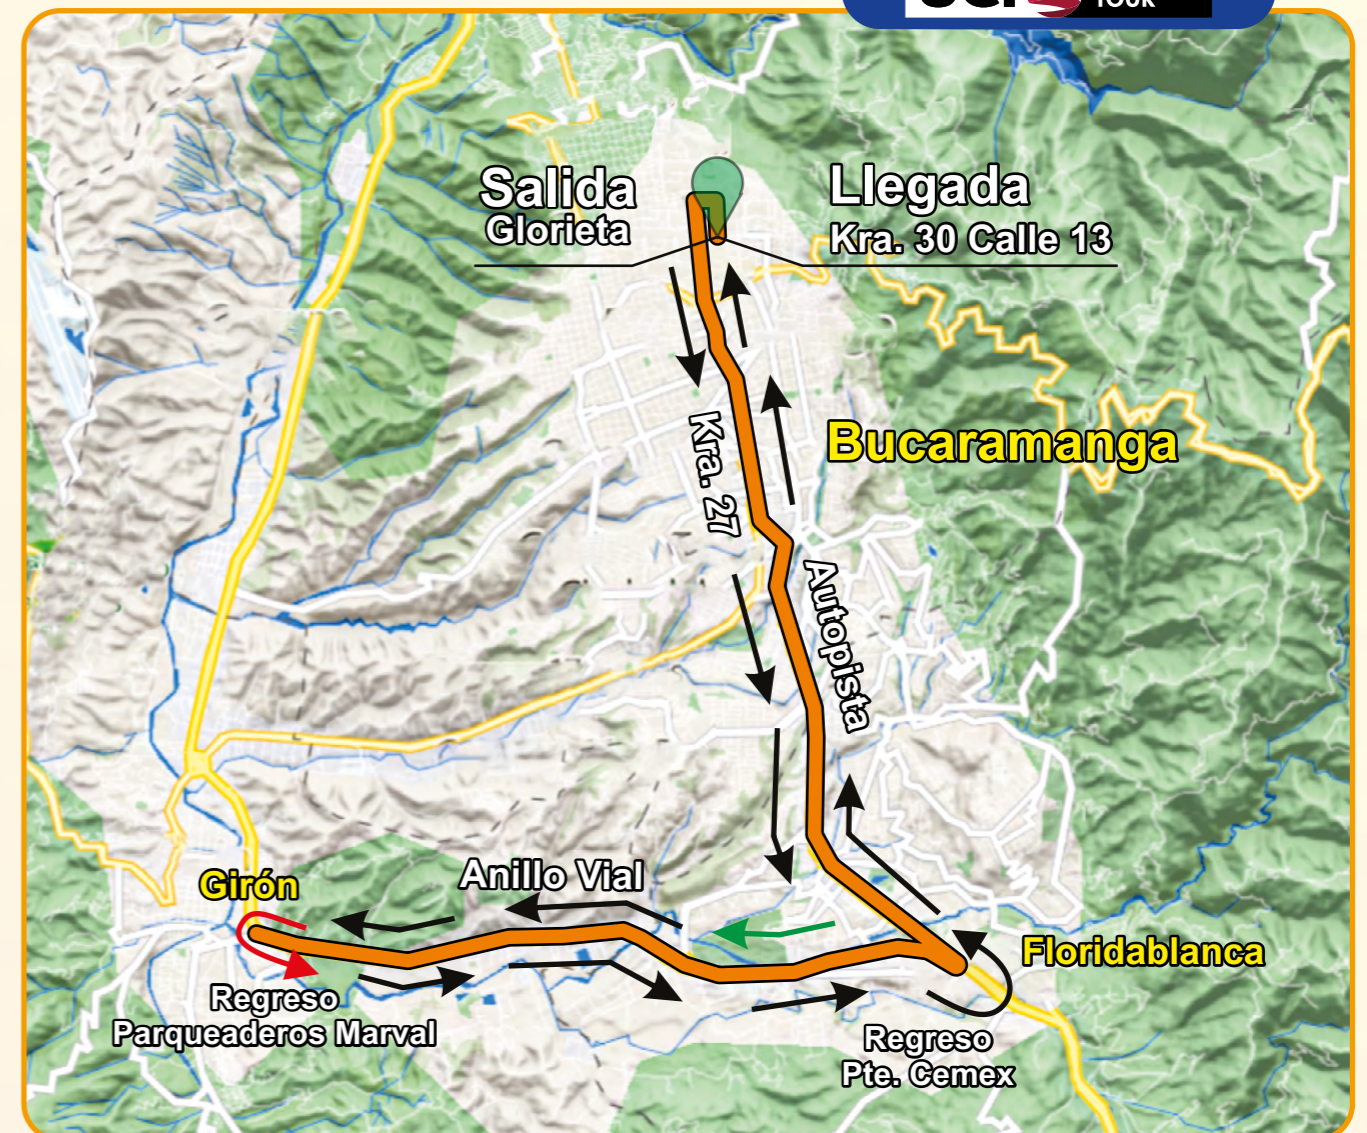 TOUR
Salida
Glorieta
Llegada
Kra. 30 Calle 13
Kra. 27
Bucaramanga
Autopista
Girón
Anillo Vial
Floridablanca
Regreso
Parqueaderos Marval
Regreso
Pte. Cemex